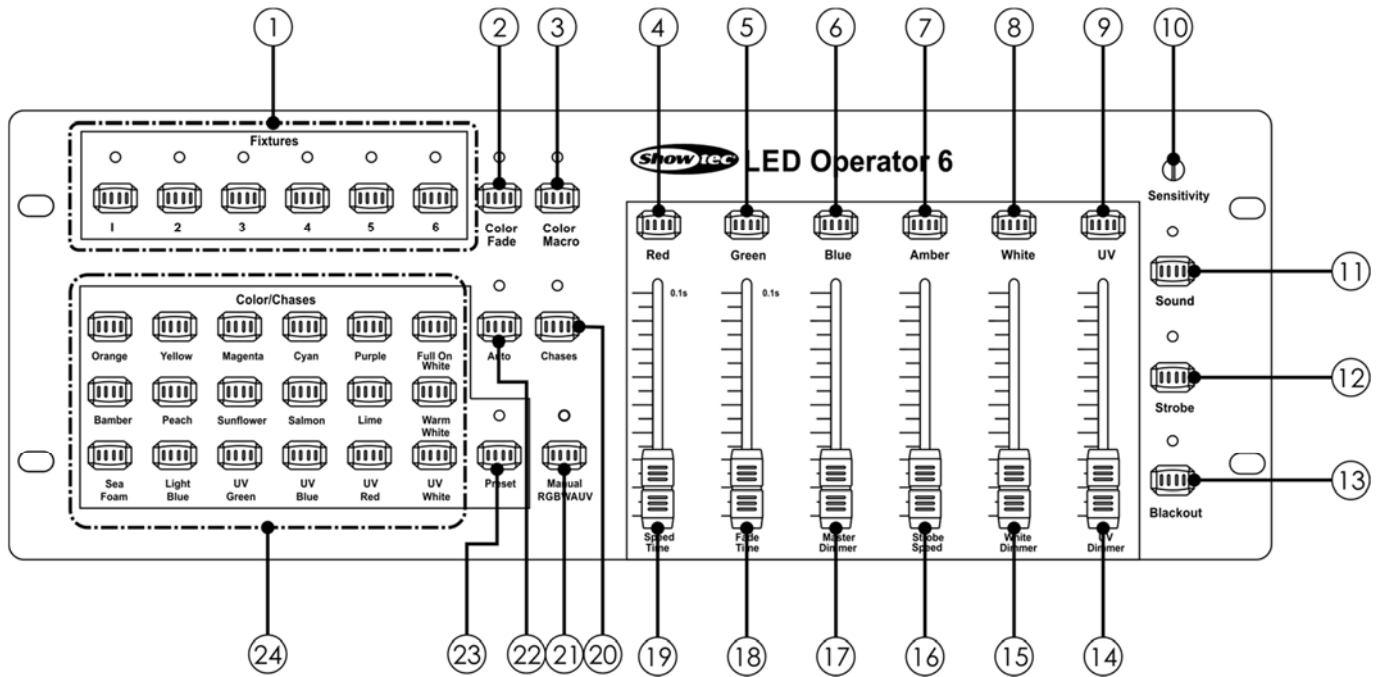 1 2 3 4 5 6 7 8 9 10
Fixtures
1 2 3 4 5 6
Color Fade
Color Macro
Showtec LED Operator 6
Sensitivity
Red Green Blue Amber White UV
0.1s 0.1s
Sound 11
Color/Chases
Orange Yellow Magenta Cyan Purple Full On White
Auto Chases
Strobe 12
Bamber Peach Sunflower Salmon Lime Warm White
Sea Foam
Light Blue
UV Green
UV Blue
UV Red
UV White
Preset
Manual RGBWAUV
Blackout 13
Speed Time
Fade Time
Master Dimmer
Strobe Speed
White Dimmer
UV Dimmer
24 23 22 21 20 19 18 17 16 15 14